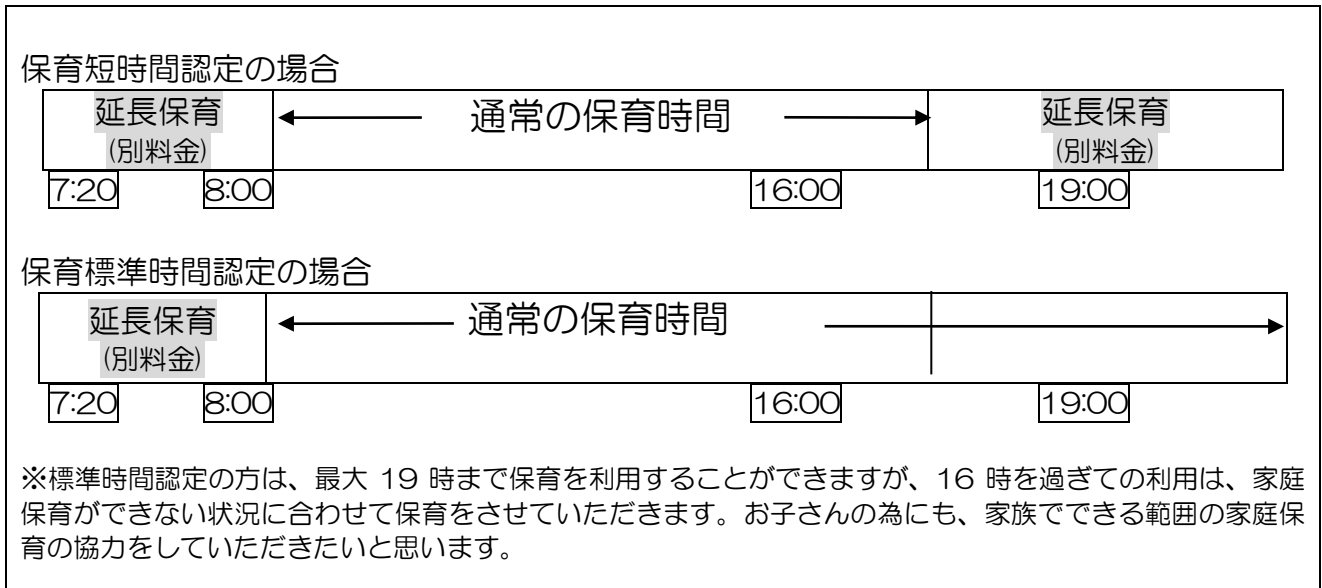 保育短時間認定の場合
延長保育 通常の保育時間 延長保育
(別料金) (別料金)
7:20 8:00 16:00 19:00
保育標準時間認定の場合
延長保育 通常の保育時間
(別料金)
7:20 8:00 16:00 19:00
※標準時間認定の方は、最大 19 時まで保育を利用することができますが、16 時を過ぎての利用は、家庭
保育ができない状況に合わせて保育をさせていただきます。お子さんの為にも、家族でできる範囲の家庭保
育の協力をしていただきたいと思います。